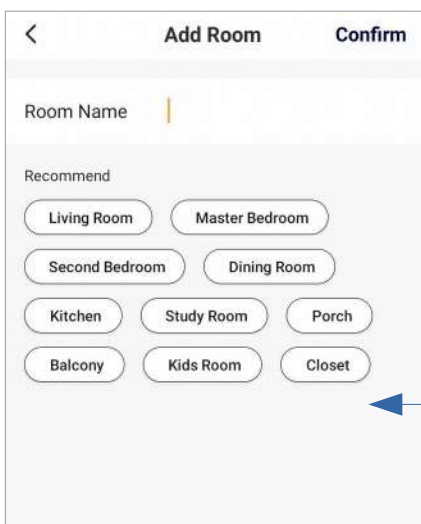 Add Room Confirm
Room Name
Recommend
Living Room Master Bedroom
Second Bedroom Dining Room
Kitchen Study Room Porch
Balcony Kids Room Closet